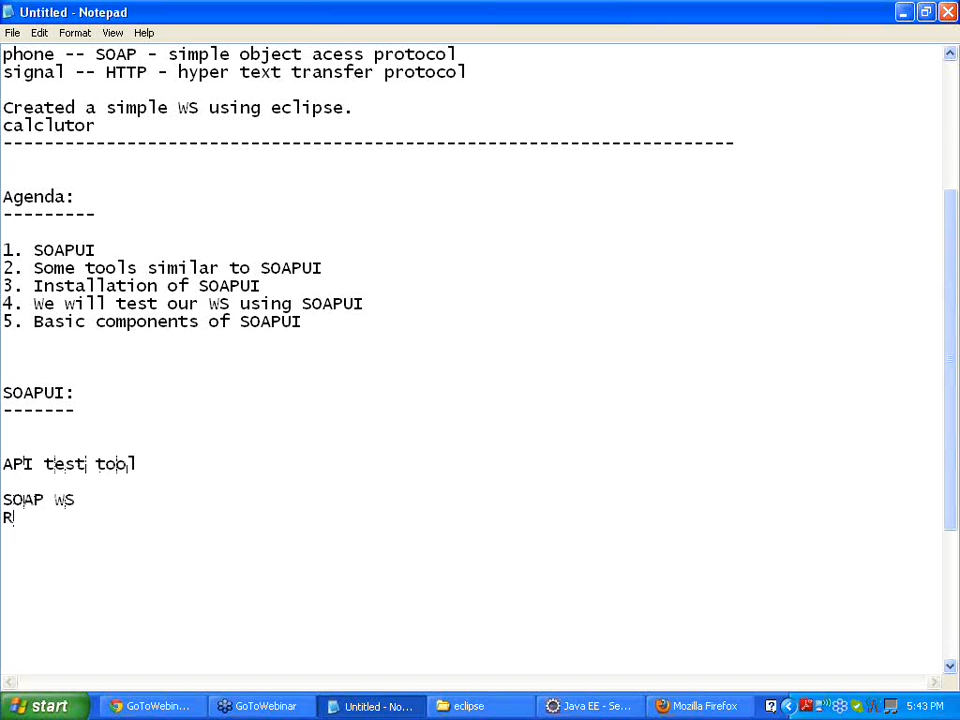 Untitled - Notepad
File Edit Format View Help
phone -- SOAP - simple object acess protocol
signal -- HTTP - hyper text transfer protocol
Created a simple WS using eclipse.
calclutor
-----------------------------------------------------------------------
Agenda:
---------
1. SOAPUI
2. Some tools similar to SOAPUI
3. Installation of SOAPUI
4. We will test our WS using SOAPUI
5. Basic components of SOAPUI
SOAPUI:
-------
API test tool
SOAP WS
R
start GoToWebin... GoToWebinar Untitled - No... eclipse Java EE - Se... Mozilla Firefox 5:43 PM